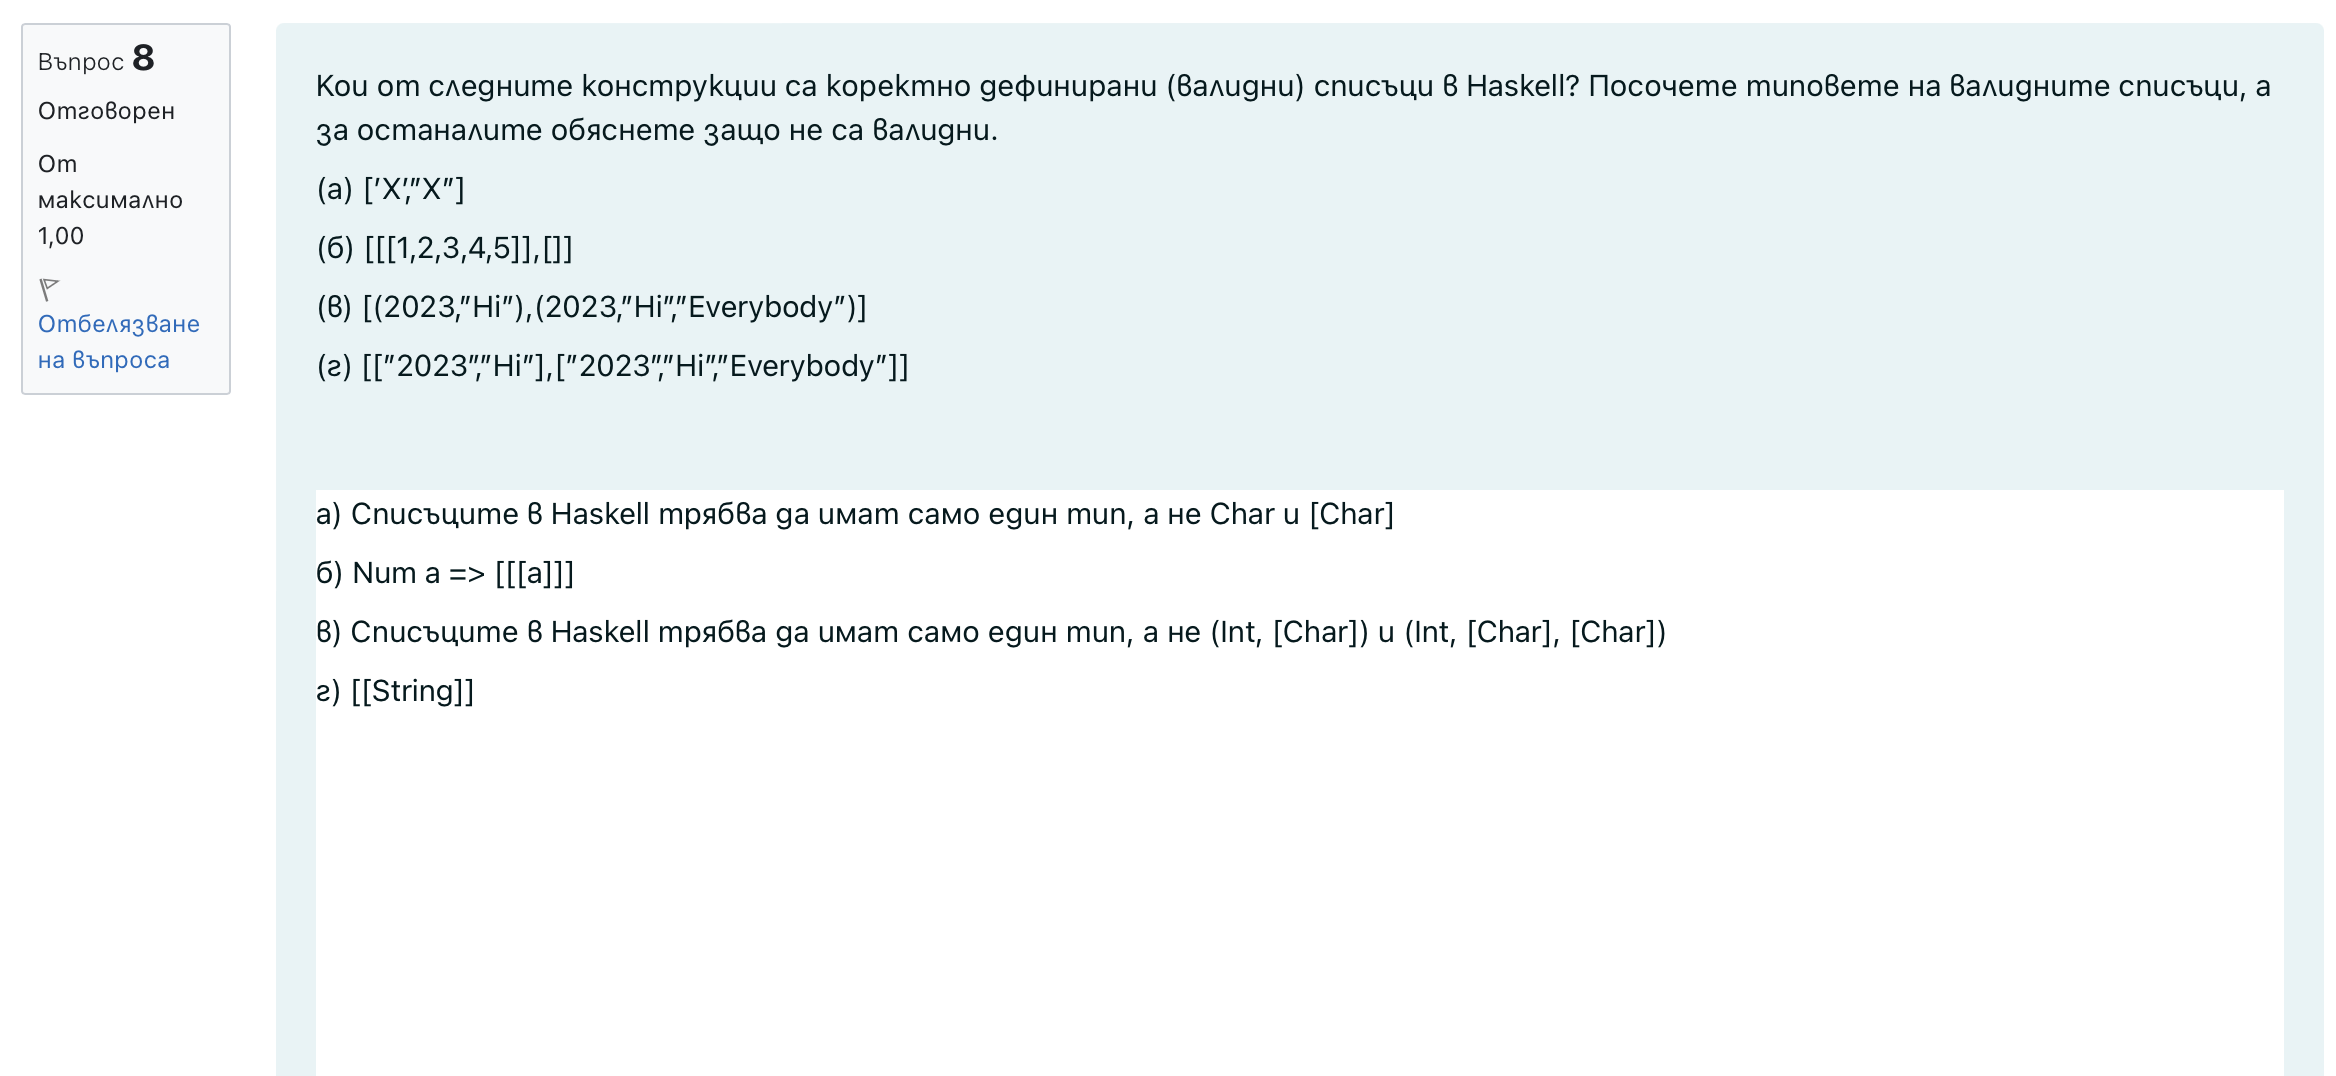 Въпрос 8
Отговорен
От
максимално
1,00
Отбелязване
на въпроса
Кои от следните конструкции са коректно дефинирани (валидни) списъци в Haskell? Посочете типовете на валидните списъци, а
за останалите обяснете защо не са валидни.
(а) [’X’,”X”]
(б) [[[1,2,3,4,5]],[]]
(в) [(2023,”Hi”),(2023,”Hi”,”Everybody”)]
(г) [[”2023”,”Hi”],[”2023”,”Hi”,”Everybody”]]
а) Списъците в Haskell трябва да имат само един тип, а не Char и [Char]
б) Num a => [[[a]]]
в) Списъците в Haskell трябва да имат само един тип, а не (Int, [Char]) и (Int, [Char], [Char])
г) [[String]]